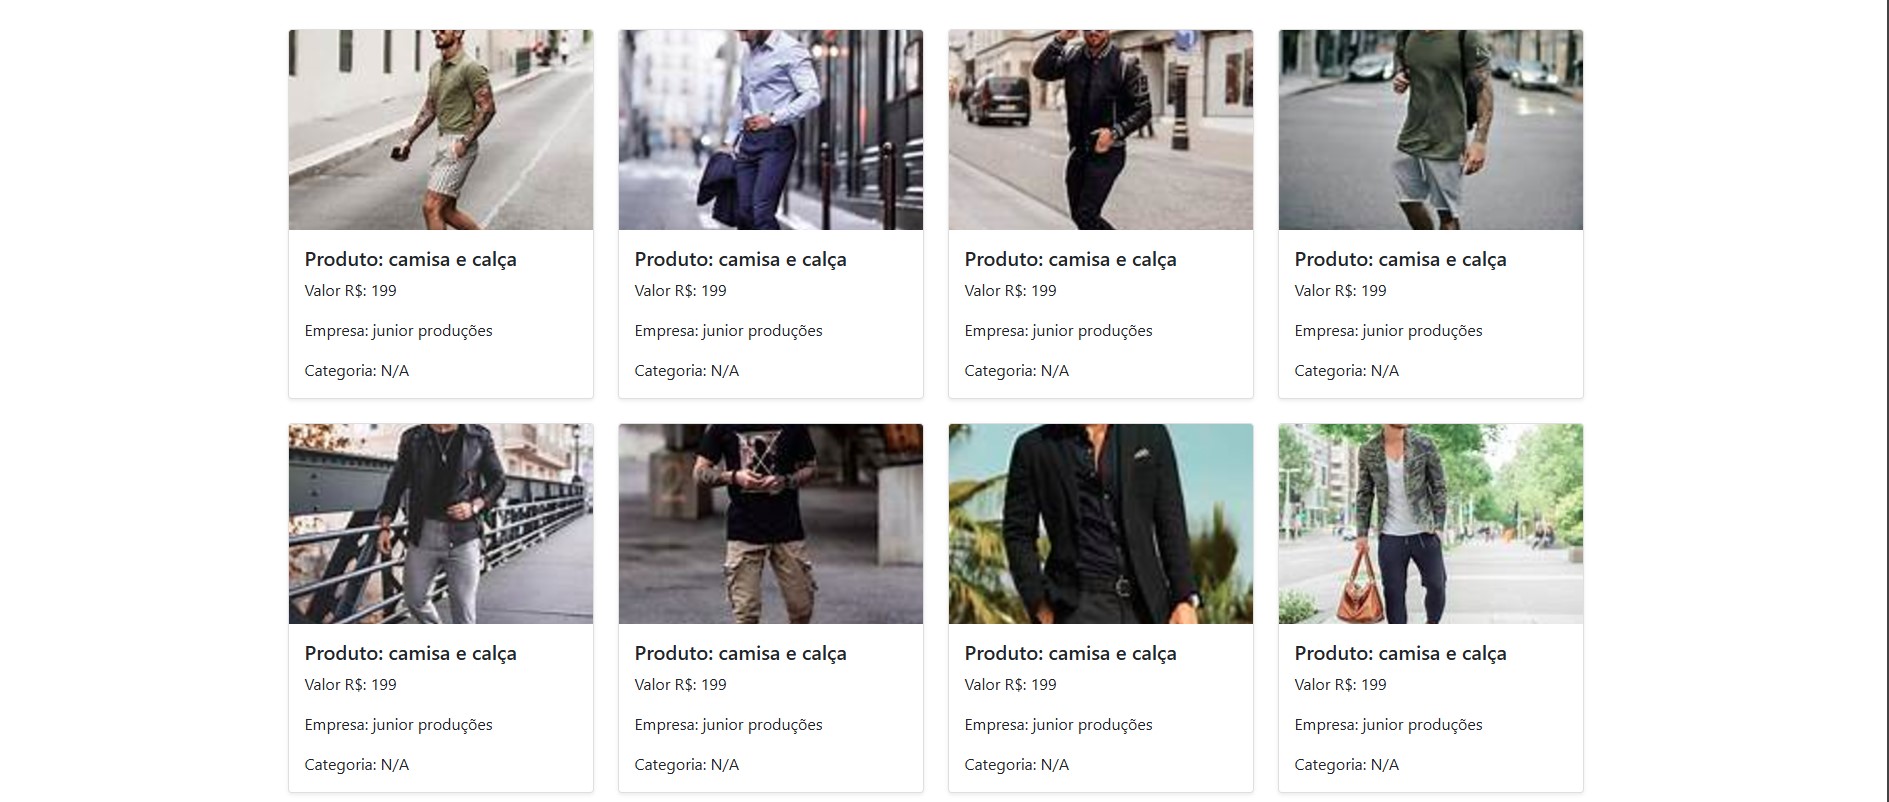 Produto: camisa e calça
Valor R$: 199
Empresa: junior produções
Categoria: N/A
Produto: camisa e calça
Valor R$: 199
Empresa: junior produções
Categoria: N/A
Produto: camisa e calça
Valor R$: 199
Empresa: junior produções
Categoria: N/A
Produto: camisa e calça
Valor R$: 199
Empresa: junior produções
Categoria: N/A
Produto: camisa e calça
Valor R$: 199
Empresa: junior produções
Categoria: N/A
Produto: camisa e calça
Valor R$: 199
Empresa: junior produções
Categoria: N/A
Produto: camisa e calça
Valor R$: 199
Empresa: junior produções
Categoria: N/A
Produto: camisa e calça
Valor R$: 199
Empresa: junior produções
Categoria: N/A